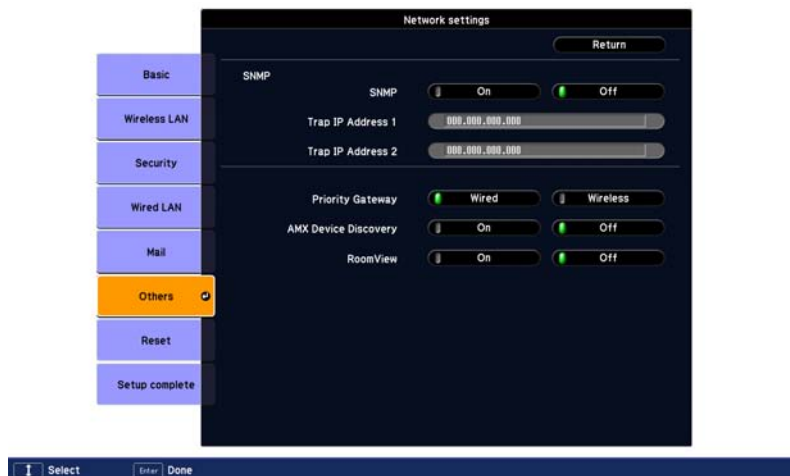 Network settings
Return
Basic
Wireless LAN
Security
Wired LAN
Mail
Others
Reset
Setup complete
SNMP
SNMP On Off
Trap IP Address 1 000.000.000.000
Trap IP Address 2 000.000.000.000
Priority Gateway Wired Wireless
AMX Device Discovery On Off
RoomView On Off
Select Enter Done